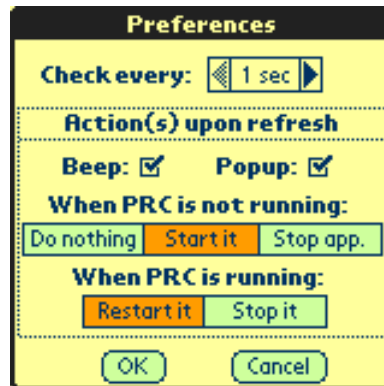 Preferences
Check every: 1 sec
Action(s) upon refresh
Beep: Popup:
When PRC is not running:
Do nothing Start it Stop app.
When PRC is running:
Restart it Stop it
OK Cancel